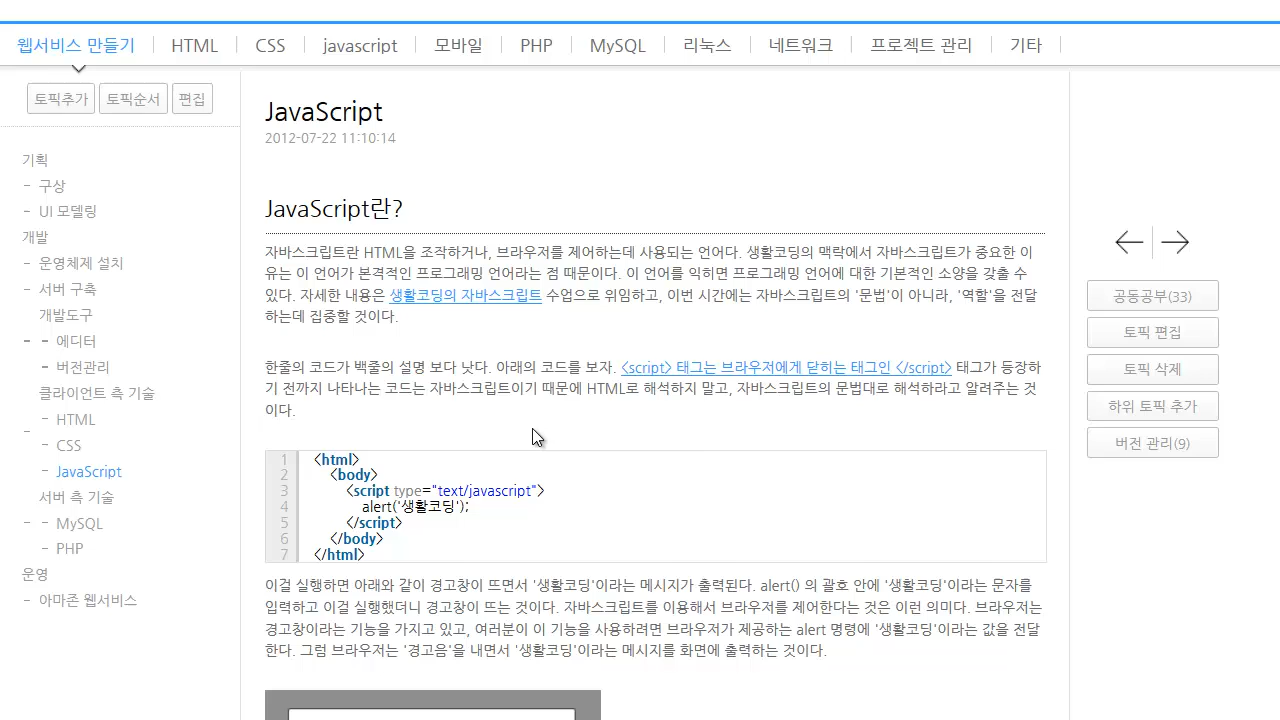 웹서비스 만들기 HTML CSS javascript 모바일 PHP MySQL 리눅스 네트워크 프로젝트 관리 기타
토픽추가 토픽순서 편집
기획
- 구상
- UI 모델링
개발
- 운영체제 설치
- 서버 구축
개발도구
- - 에디터
- 버전관리
클라이언트 측 기술
- HTML
- - CSS
- JavaScript
서버 측 기술
- - MySQL
- PHP
운영
- 아마존 웹서비스
JavaScript
2012-07-22 11:10:14
JavaScript란?
자바스크립트란 HTML을 조작하거나, 브라우저를 제어하는데 사용되는 언어다. 생활코딩의 맥락에서 자바스크립트가 중요한 이
유는 이 언어가 본격적인 프로그래밍 언어라는 점 때문이다. 이 언어를 익히면 프로그래밍 언어에 대한 기본적인 소양을 갖출 수
있다. 자세한 내용은 생활코딩의 자바스크립트 수업으로 위임하고, 이번 시간에는 자바스크립트의 '문법'이 아니라, '역할'을 전달
하는데 집중할 것이다.
한줄의 코드가 백줄의 설명 보다 낫다. 아래의 코드를 보자. <script> 태그는 브라우저에게 닫히는 태그인 </script> 태그가 등장하
기 전까지 나타나는 코드는 자바스크립트이기 때문에 HTML로 해석하지 말고, 자바스크립트의 문법대로 해석하라고 알려주는 것
이다.
1 <html>
2 <body>
3 <script type="text/javascript">
4 alert('생활코딩');
5 </script>
6 </body>
7 </html>
이걸 실행하면 아래와 같이 경고창이 뜨면서 '생활코딩'이라는 메시지가 출력된다. alert() 의 괄호 안에 '생활코딩'이라는 문자를
입력하고 이걸 실행했더니 경고창이 뜨는 것이다. 자바스크립트를 이용해서 브라우저를 제어한다는 것은 이런 의미다. 브라우저는
경고창이라는 기능을 가지고 있고, 여러분이 이 기능을 사용하려면 브라우저가 제공하는 alert 명령에 '생활코딩'이라는 값을 전달
한다. 그럼 브라우저는 '경고음'을 내면서 '생활코딩'이라는 메시지를 화면에 출력하는 것이다.
공동공부(33)
토픽 편집
토픽 삭제
하위 토픽 추가
버전 관리(9)